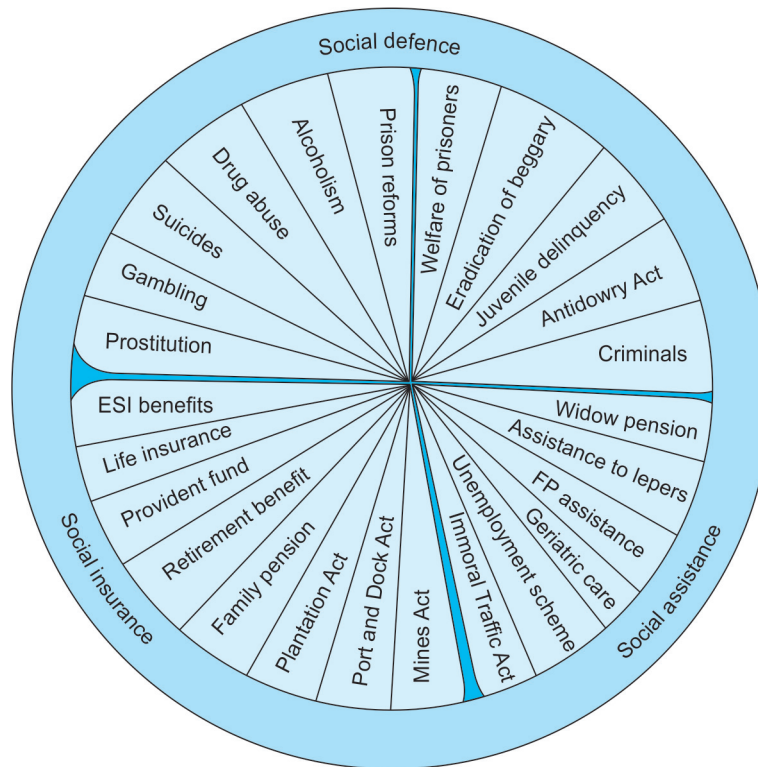 Social defence
Prison reforms
Welfare of prisoners
Eradication of beggary
Juvenile delinquency
Antidowry Act
Criminals
Alcoholism
Drug abuse
Suicides
Gambling
Prostitution
ESI benefits
Life insurance
Provident fund
Retirement benefit
Family pension
Plantation Act
Port and Dock Act
Mines Act
Social insurance
Widow pension
Assistance to lepers
FP assistance
Geriatric care
Unemployment scheme
Immoral Traffic Act
Social assistance